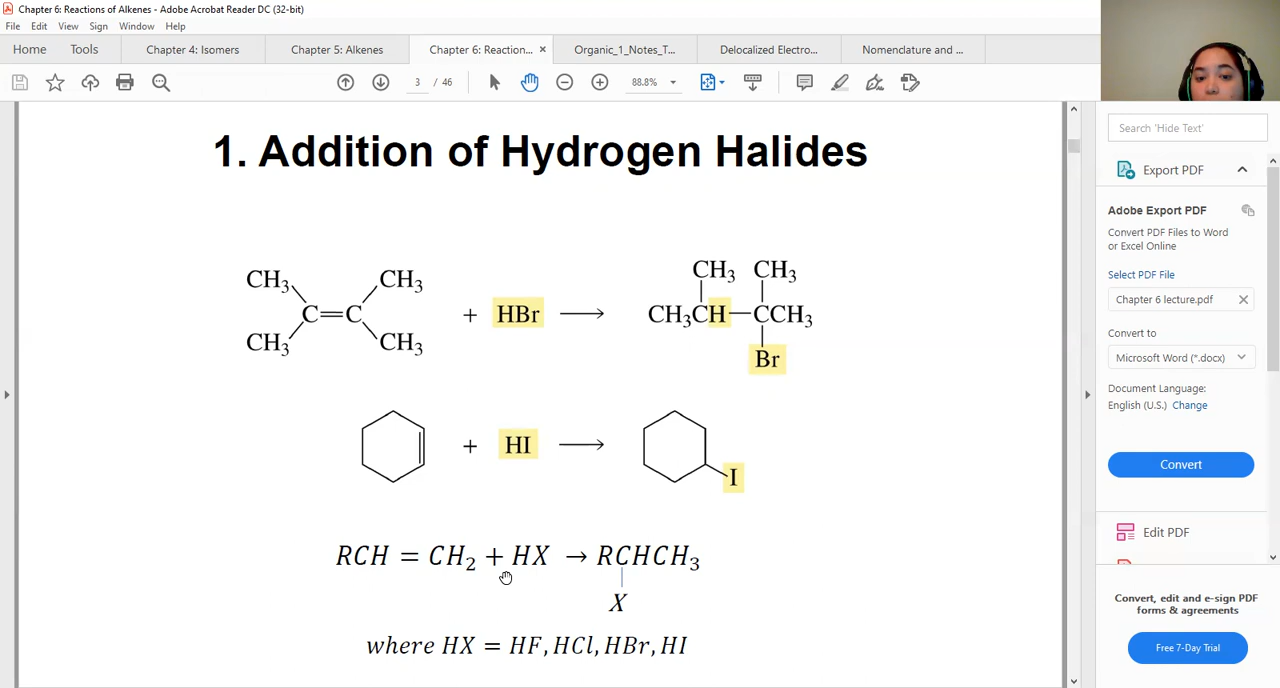 Chapter 6: Reactions of Alkenes - Adobe Acrobat Reader DC (32-bit)
File Edit View Sign Window Help
Home Tools Chapter 4: Isomers Chapter 5: Alkenes Chapter 6: Reaction... × Organic_1_Notes_T... Delocalized Electro... Nomenclature and ...
3 / 46 88.8%
Search 'Hide Text'
Export PDF
Adobe Export PDF
Convert PDF Files to Word
or Excel Online
Select PDF File
Chapter 6 lecture.pdf
Convert to
Microsoft Word (*.docx)
Document Language:
English (U.S.) Change
Convert
Edit PDF
Convert, edit and e-sign PDF
forms & agreements
Free 7-Day Trial
1. Addition of Hydrogen Halides
CH₃ CH₃ CH₃ CH₃
C=C + HBr → CH₃CH—CCH₃
CH₃ CH₃ Br
+ HI →
I
RCH = CH₂ + HX → RCHCH₃
X
where HX = HF, HCl, HBr, HI